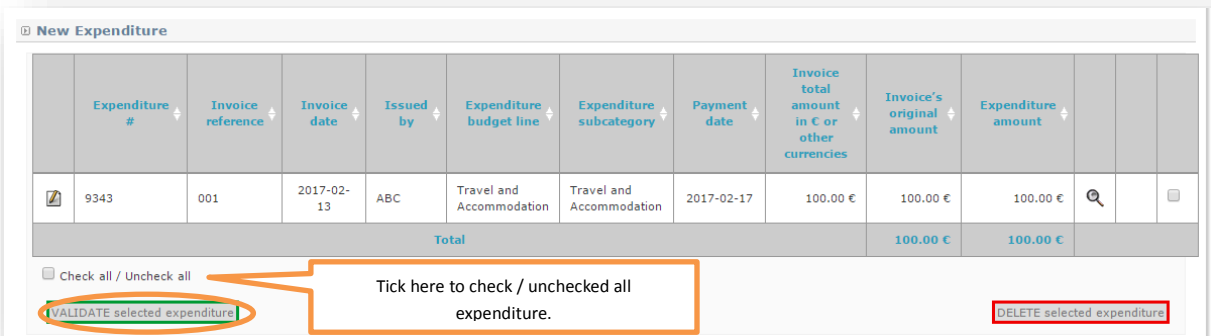 New Expenditure
Expenditure # Invoice reference Invoice date Issued by Expenditure budget line Expenditure subcategory Payment date Invoice total amount in € or other currencies Invoice's original amount Expenditure amount
9343 001 2017-02-13 ABC Travel and Accommodation Travel and Accommodation 2017-02-17 100.00 € 100.00 € 100.00 €
Total 100.00 € 100.00 €
Check all / Uncheck all
Tick here to check / unchecked all
expenditure.
VALIDATE selected expenditure DELETE selected expenditure